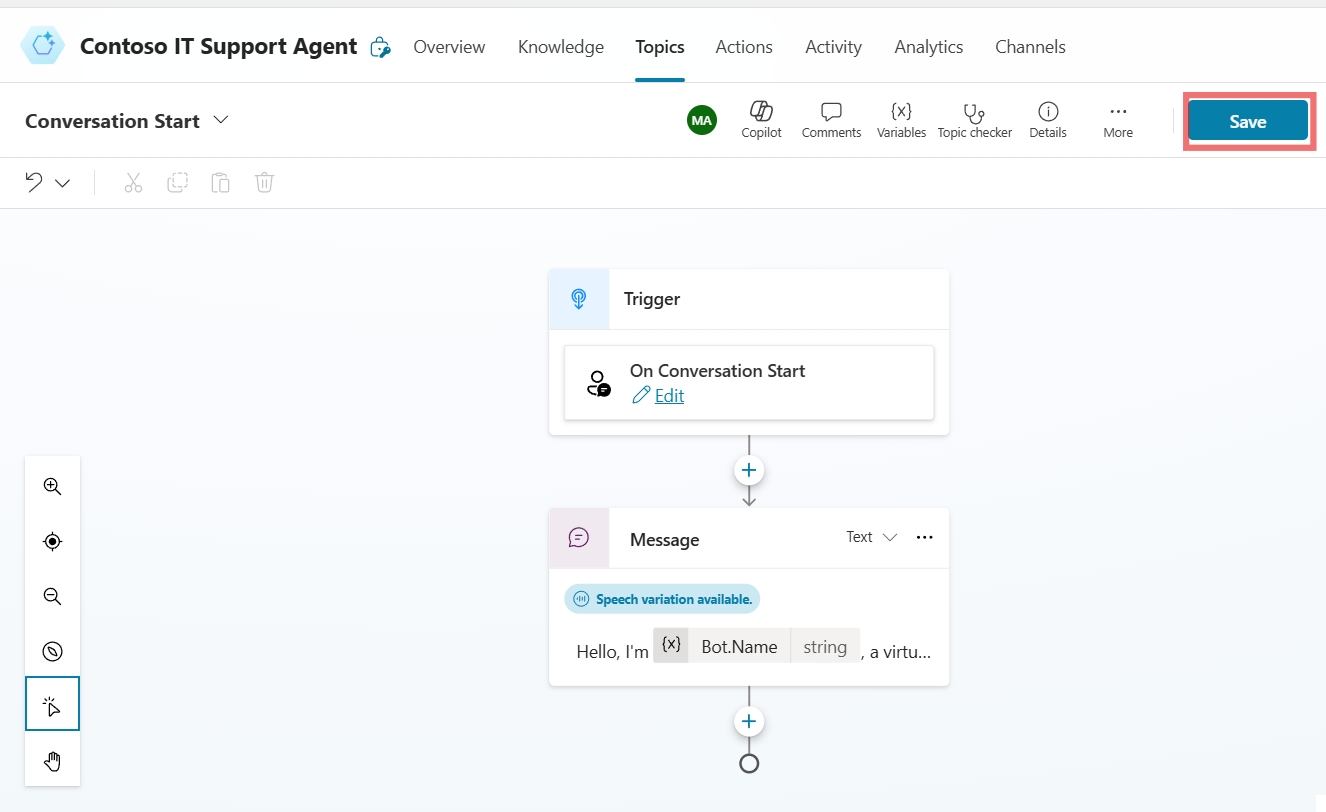 Contoso IT Support Agent Overview Knowledge Topics Actions Activity Analytics Channels
Conversation Start MA Copilot Comments {x} Variables Topic checker Details More Save
Trigger
On Conversation Start
Edit
Message Text
Speech variation available.
Hello, I'm {x} Bot.Name string , a virtu...